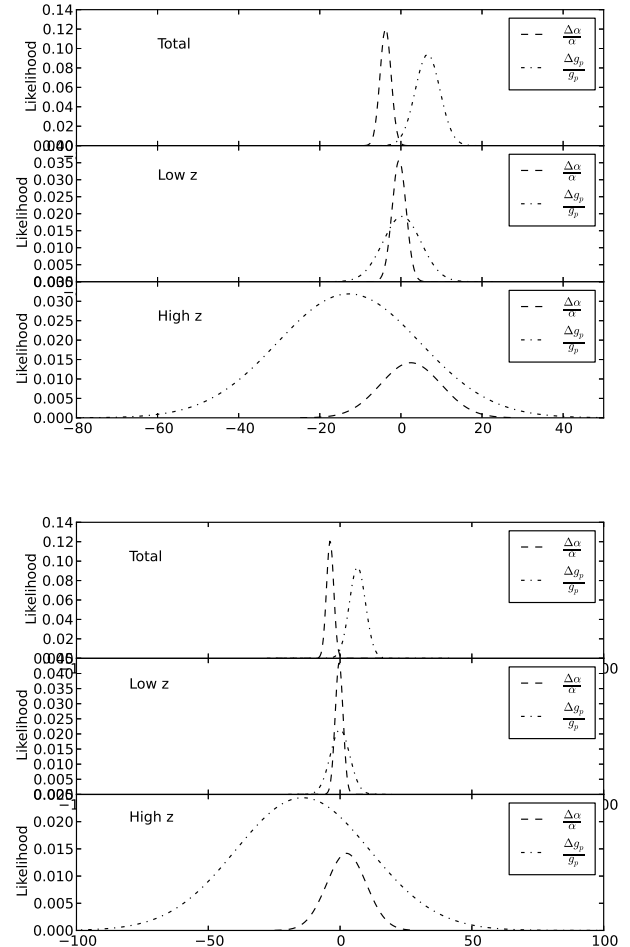 0.14
0.12
0.10
0.08
0.06
0.04
0.02
Likelihood
Total
Δα
α
Δg_p
g_p
0.035
0.030
0.025
0.020
0.015
0.010
0.005
Likelihood
Low z
Δα
α
Δg_p
g_p
0.030
0.025
0.020
0.015
0.010
0.005
0.000
Likelihood
High z
Δα
α
Δg_p
g_p
−80 −60 −40 −20 0 20 40
0.14
0.12
0.10
0.08
0.06
0.04
0.02
Likelihood
Total
Δα
α
Δg_p
g_p
0.040
0.035
0.030
0.025
0.020
0.015
0.010
0.005
Likelihood
Low z
Δα
α
Δg_p
g_p
0.020
0.015
0.010
0.005
0.000
Likelihood
High z
Δα
α
Δg_p
g_p
−100 −50 0 50 100